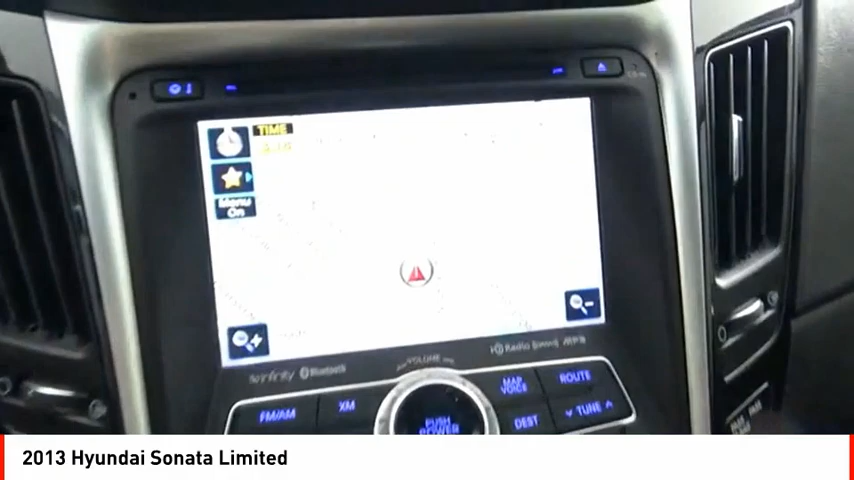 TIME
Menu
On
infinity
Bluetooth
VOLUME
HD Radio
MP3
FM/AM
XM
PUSH
POWER
MAP
VOICE
ROUTE
DEST
TUNE
2013 Hyundai Sonata Limited